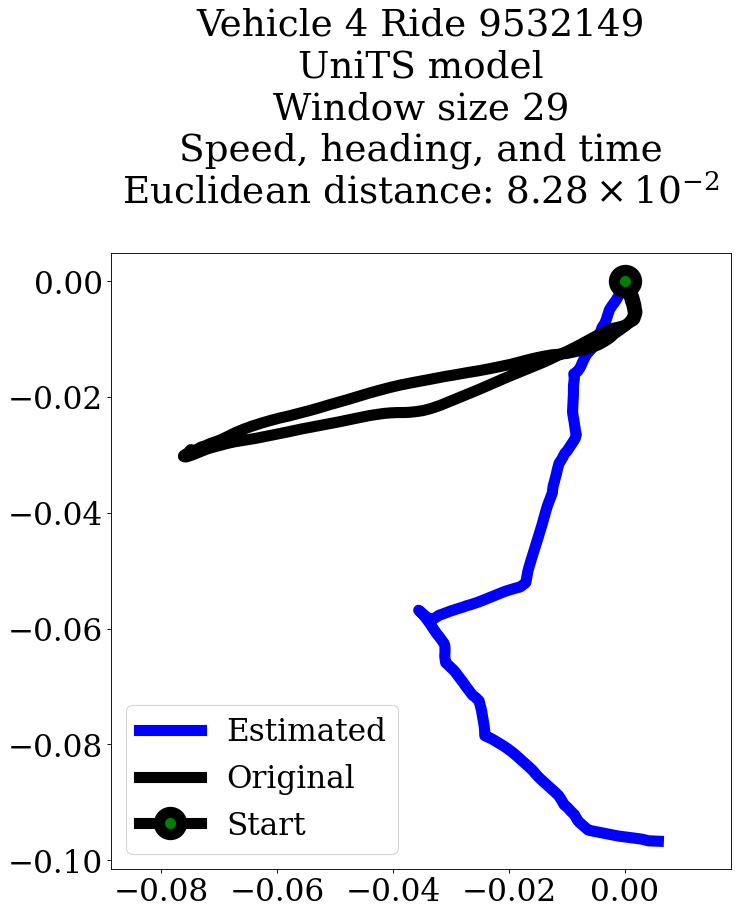 Vehicle 4 Ride 9532149
UniTS model
Window size 29
Speed, heading, and time
Euclidean distance: 8.28 × 10⁻²
0.00
−0.02
−0.04
−0.06
−0.08
−0.10
Estimated
Original
Start
−0.08 −0.06 −0.04 −0.02 0.00